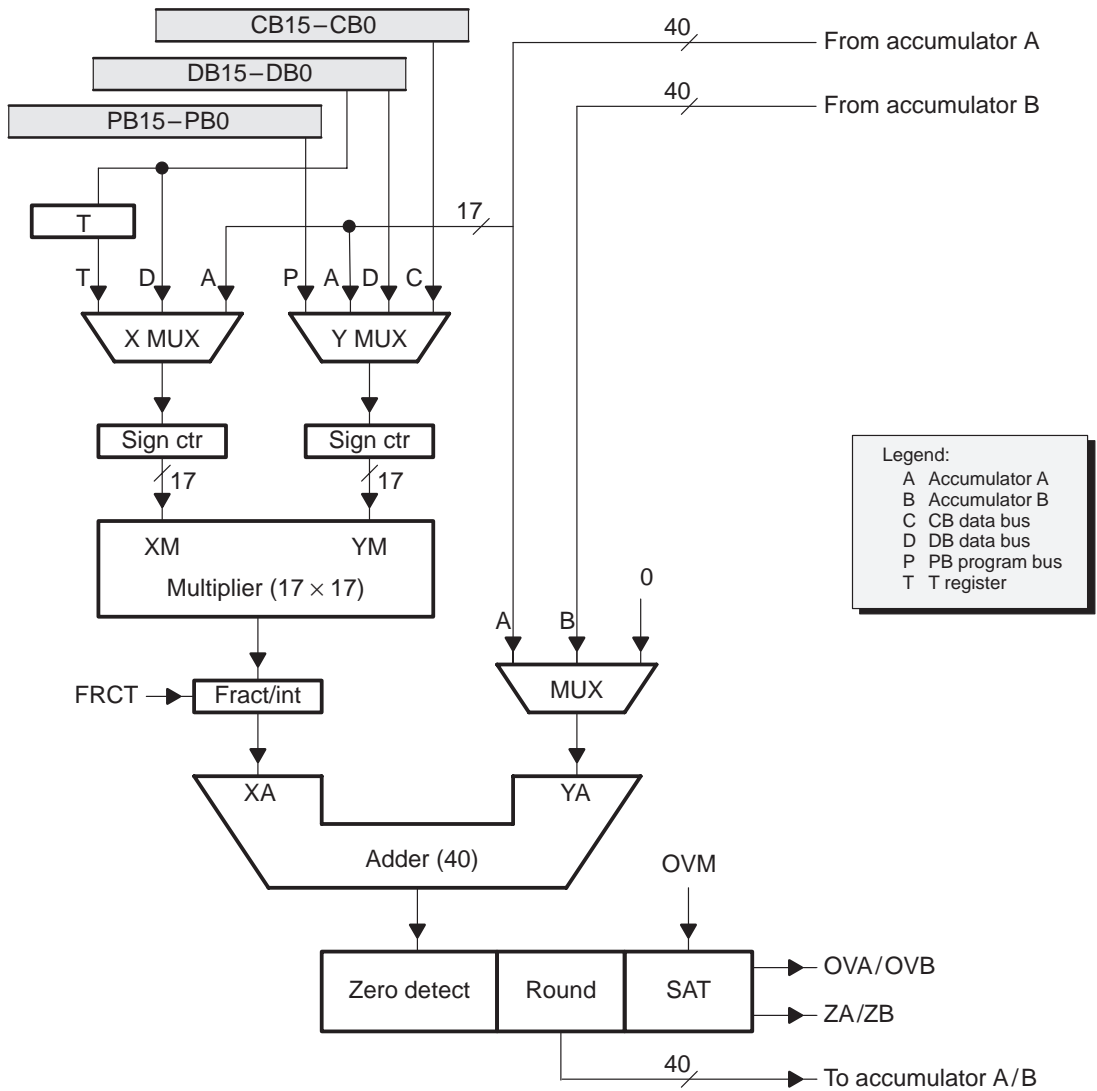 CB15–CB0
40
From accumulator A
DB15–DB0
40
From accumulator B
PB15–PB0
T
17
T D A P A D C
X MUX
Y MUX
Sign ctr
Sign ctr
17
17
Legend:
A Accumulator A
B Accumulator B
C CB data bus
D DB data bus
P PB program bus
T T register
XM
YM
Multiplier (17 × 17)
0
A
B
FRCT
Fract/int
MUX
XA
YA
Adder (40)
OVM
Zero detect
Round
SAT
OVA/OVB
ZA/ZB
40
To accumulator A/B